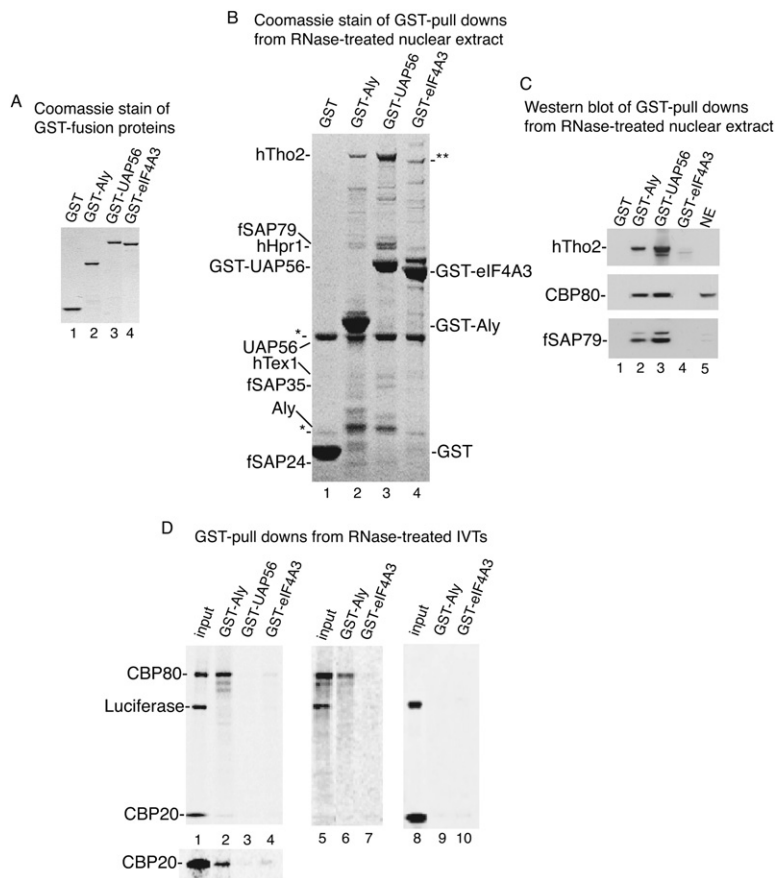 A
Coomassie stain of
GST-fusion proteins
GST
GST-Aly
GST-UAP56
GST-eIF4A3
1 2 3 4
B
Coomassie stain of GST-pull downs
from RNase-treated nuclear extract
GST
GST-Aly
GST-UAP56
GST-eIF4A3
hTho2-
-**
fSAP79
hHpr1-
GST-UAP56-
-GST-eIF4A3
-GST-Aly
*-
UAP56
hTex1
fSAP35-
Aly
*-
fSAP24-
-GST
1 2 3 4
C
Western blot of GST-pull downs
from RNase-treated nuclear extract
GST
GST-Aly
GST-UAP56
GST-eIF4A3
NE
hTho2-
CBP80-
fSAP79-
1 2 3 4 5
D
GST-pull downs from RNase-treated IVTs
input
GST-Aly
GST-UAP56
GST-eIF4A3
input
GST-Aly
GST-eIF4A3
input
GST-Aly
GST-eIF4A3
CBP80-
Luciferase-
CBP20-
1 2 3 4 5 6 7 8 9 10
CBP20-